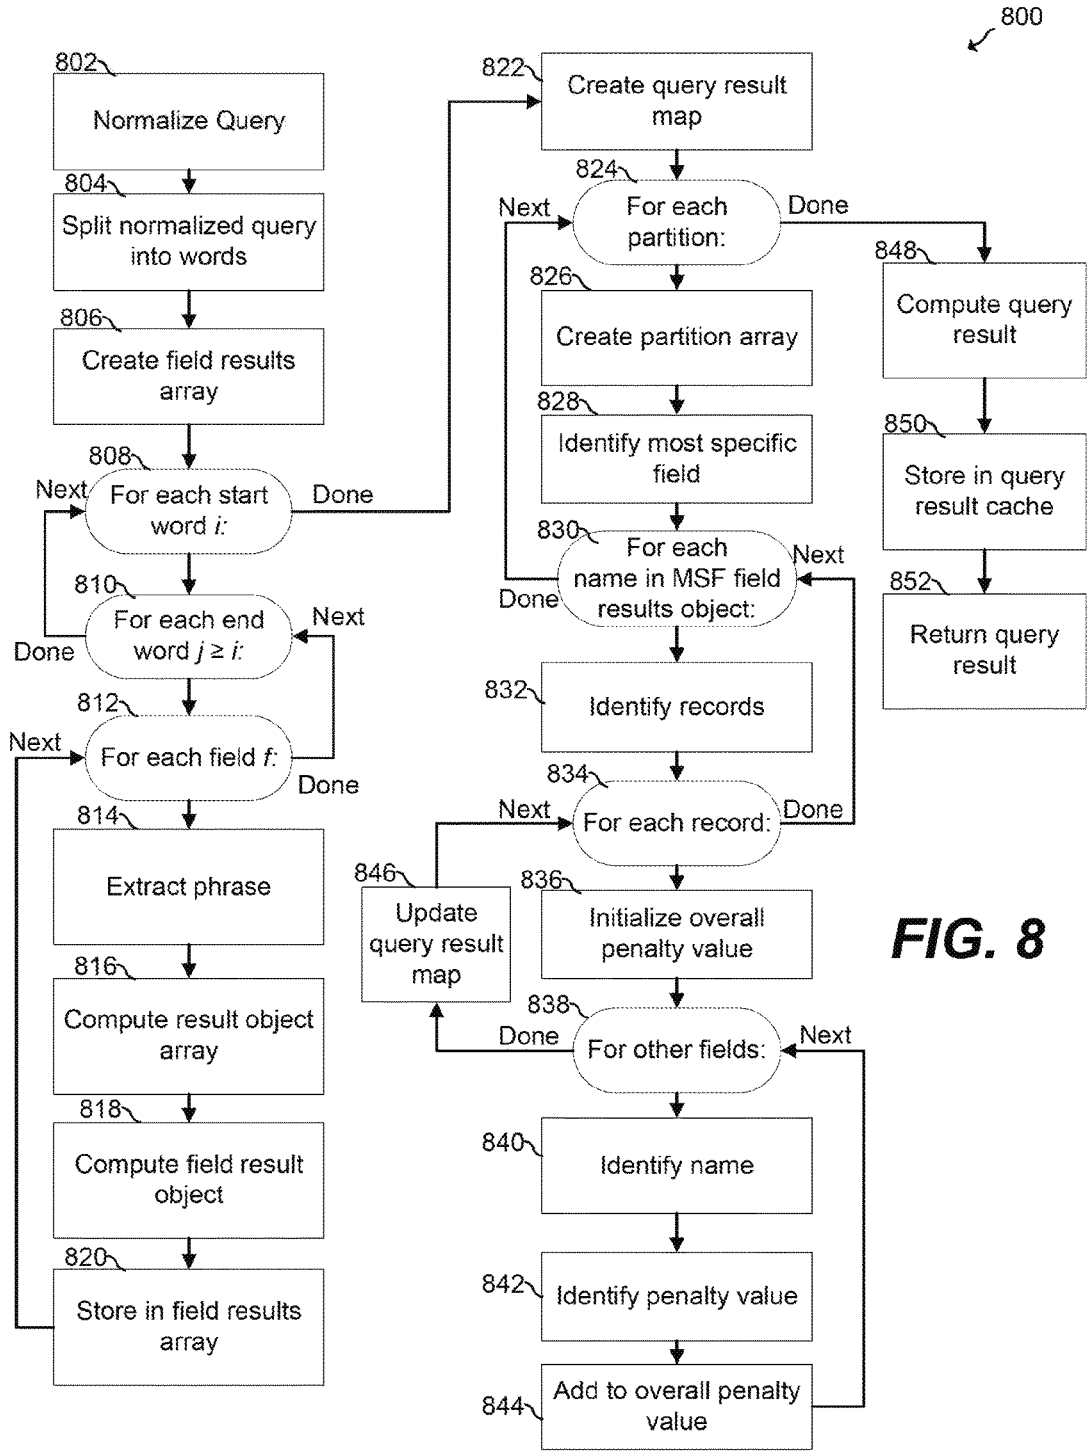 800
802
Normalize Query
804
Split normalized query
into words
806
Create field results
array
808
Next
For each start
word i:
Done
810
For each end
word j ≥ i:
Next
Done
812
Next
For each field f:
Done
814
Extract phrase
816
Compute result object
array
818
Compute field result
object
820
Store in field results
array
822
Create query result
map
824
Next
For each
partition:
Done
826
Create partition array
828
Identify most specific
field
830
For each
name in MSF field
results object:
Next
Done
832
Identify records
834
Next
For each record:
Done
846
Update
query result
map
836
Initialize overall
penalty value
838
Done
For other fields:
Next
840
Identify name
842
Identify penalty value
844
Add to overall penalty
value
848
Compute query
result
850
Store in query
result cache
852
Return query
result
FIG. 8